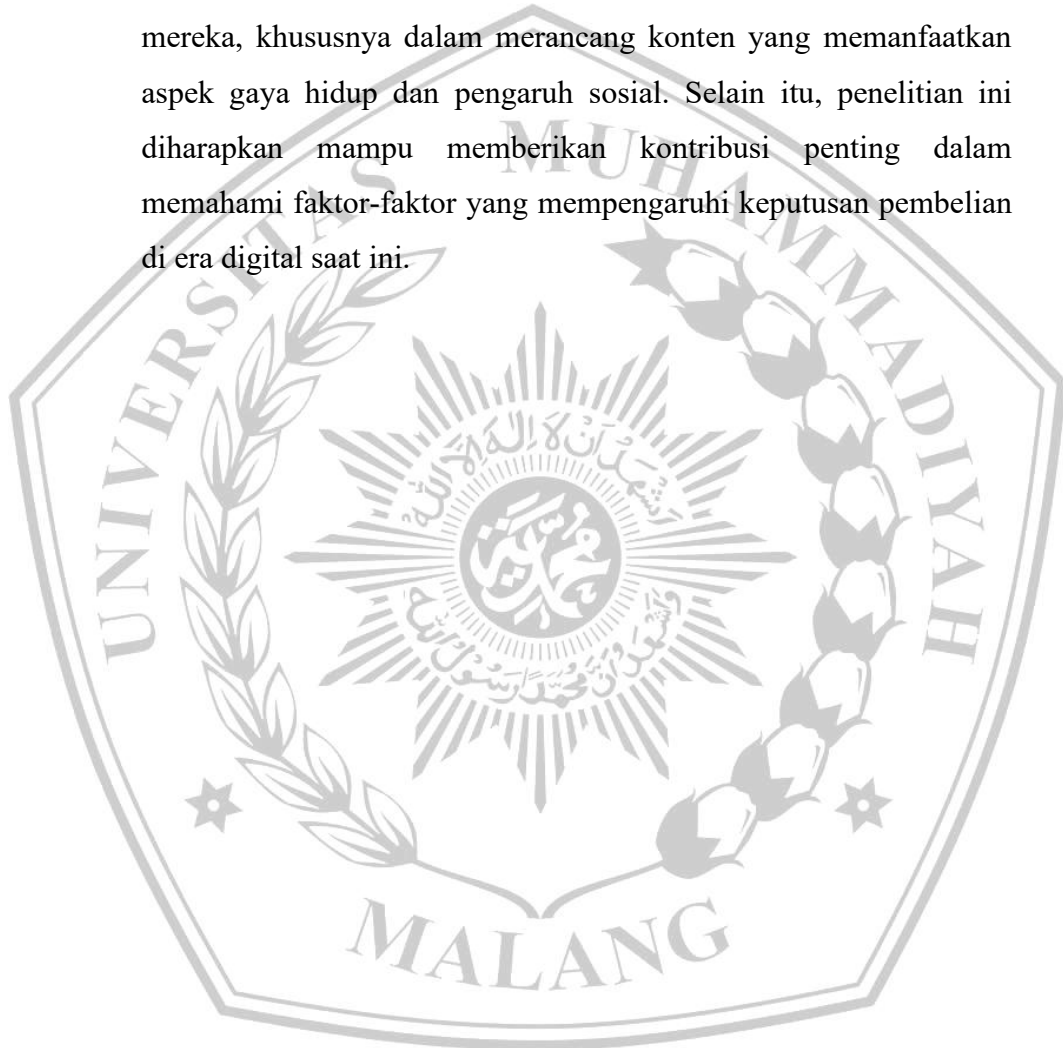 mereka, khususnya dalam merancang konten yang memanfaatkan
aspek gaya hidup dan pengaruh sosial. Selain itu, penelitian ini
diharapkan mampu memberikan kontribusi penting dalam
memahami faktor-faktor yang mempengaruhi keputusan pembelian
di era digital saat ini.
UNIVERSITAS MUHAMMADIYAH
MALANG